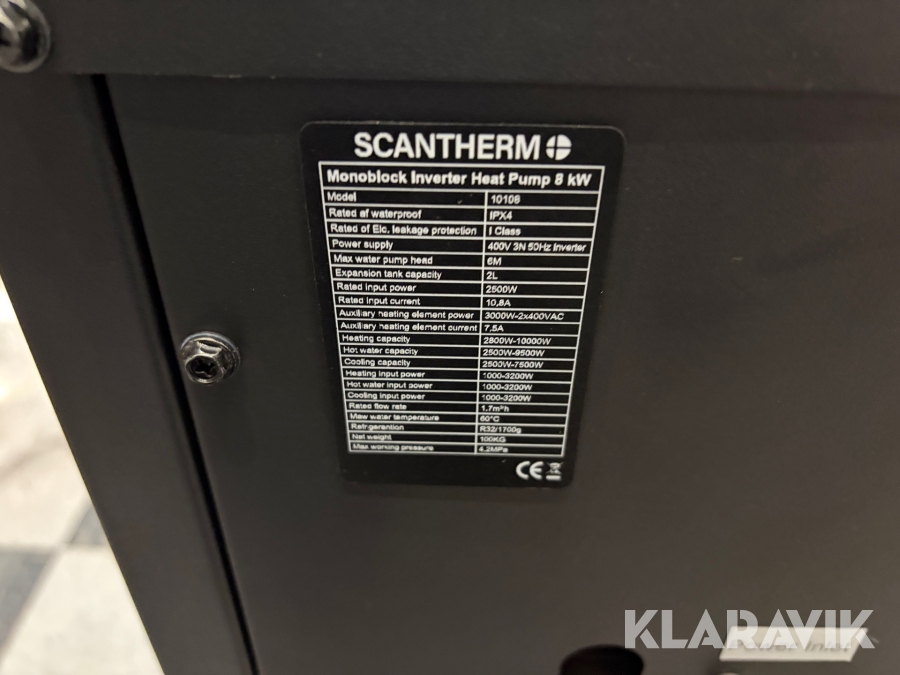 SCANTHERM
Monoblock Inverter Heat Pump 8 kW
Model 10108
Rated of waterproof IPX4
Rated of Elc. leakage protection I Class
Power supply 400V 3N 50Hz Inverter
Max water pump head 6M
Expansion tank capacity 2L
Rated input power 2500W
Rated input current 10,8A
Auxiliary heating element power 3000W-2x400VAC
Auxiliary heating element current 7,5A
Heating capacity 2800W-10000W
Hot water capacity 2500W-9500W
Cooling capacity 2500W-7500W
Heating input power 1000-3200W
Hot water input power 1000-3200W
Cooling input power 1000-3200W
Rated flow rate 1.7m³h
Maw water temperature 60°C
Refrigerantion R32/1700g
Net weight 100KG
Max working pressure 4.2MPa
CE
KLARAVIK
Power Inlet